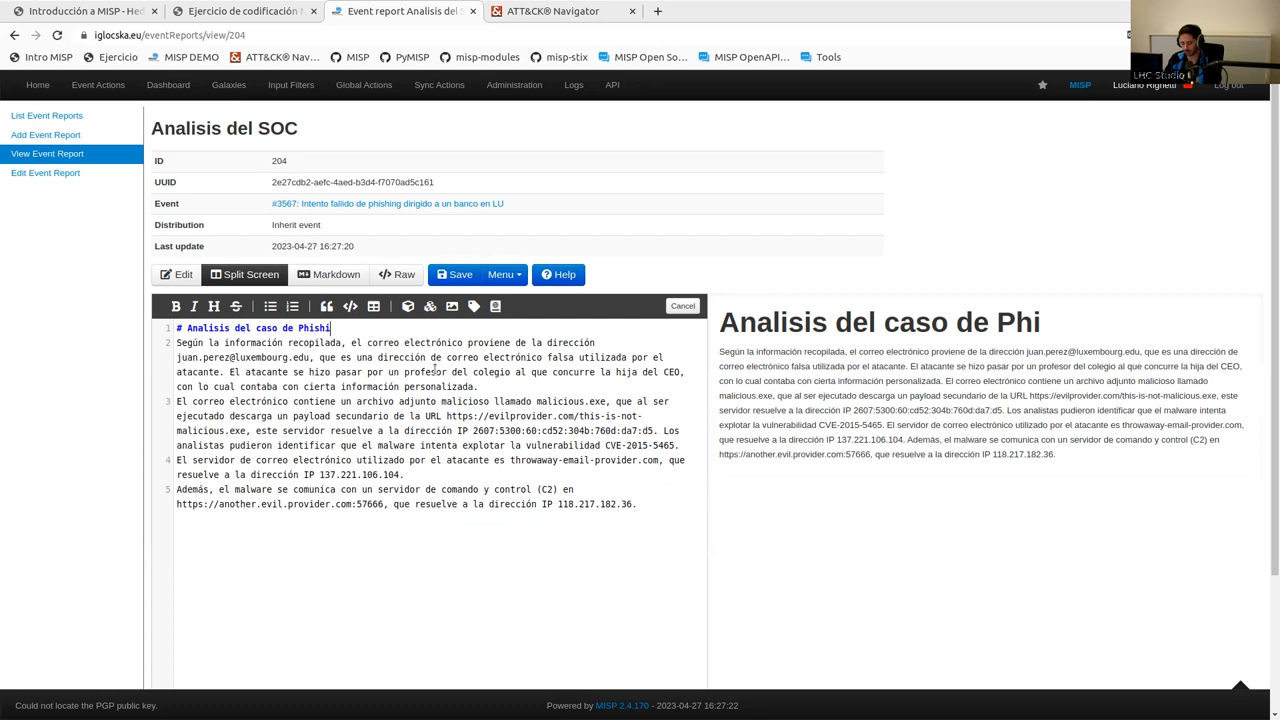 Introducción a MISP - Hed
Ejercicio de codificación M
Event report Analisis del S
ATT&CK® Navigator
iglocska.eu/eventReports/view/204
Intro MISP
Ejercicio
MISP DEMO
ATT&CK® Nav…
MISP
PyMISP
misp-modules
misp-stix
MISP Open So…
MISP OpenAPI…
Tools
LHC Studio
Home
Event Actions
Dashboard
Galaxies
Input Filters
Global Actions
Sync Actions
Administration
Logs
API
MISP
Luciano Righetti
Log out
List Event Reports
Add Event Report
View Event Report
Edit Event Report
Analisis del SOC
ID 204
UUID 2e27cdb2-aefc-4aed-b3d4-f7070ad5c161
Event #3567: Intento fallido de phishing dirigido a un banco en LU
Distribution Inherit event
Last update 2023-04-27 16:27:20
Edit
Split Screen
Markdown
Raw
Save
Menu
Help
Cancel
1 # Analisis del caso de Phishi
2 Según la información recopilada, el correo electrónico proviene de la dirección
juan.perez@luxembourg.edu, que es una dirección de correo electrónico falsa utilizada por el
atacante. El atacante se hizo pasar por un profesor del colegio al que concurre la hija del CEO,
con lo cual contaba con cierta información personalizada.
3 El correo electrónico contiene un archivo adjunto malicioso llamado malicious.exe, que al ser
ejecutado descarga un payload secundario de la URL https://evilprovider.com/this-is-not-
malicious.exe, este servidor resuelve a la dirección IP 2607:5300:60:cd52:304b:760d:da7:d5. Los
analistas pudieron identificar que el malware intenta explotar la vulnerabilidad CVE-2015-5465.
4 El servidor de correo electrónico utilizado por el atacante es throwaway-email-provider.com, que
resuelve a la dirección IP 137.221.106.104.
5 Además, el malware se comunica con un servidor de comando y control (C2) en
https://another.evil.provider.com:57666, que resuelve a la dirección IP 118.217.182.36.
Analisis del caso de Phi
Según la información recopilada, el correo electrónico proviene de la dirección juan.perez@luxembourg.edu, que es una dirección de
correo electrónico falsa utilizada por el atacante. El atacante se hizo pasar por un profesor del colegio al que concurre la hija del CEO,
con lo cual contaba con cierta información personalizada. El correo electrónico contiene un archivo adjunto malicioso llamado
malicious.exe, que al ser ejecutado descarga un payload secundario de la URL https://evilprovider.com/this-is-not-malicious.exe, este
servidor resuelve a la dirección IP 2607:5300:60:cd52:304b:760d:da7:d5. Los analistas pudieron identificar que el malware intenta
explotar la vulnerabilidad CVE-2015-5465. El servidor de correo electrónico utilizado por el atacante es throwaway-email-provider.com,
que resuelve a la dirección IP 137.221.106.104. Además, el malware se comunica con un servidor de comando y control (C2) en
https://another.evil.provider.com:57666, que resuelve a la dirección IP 118.217.182.36.
Could not locate the PGP public key.
Powered by MISP 2.4.170 - 2023-04-27 16:27:22